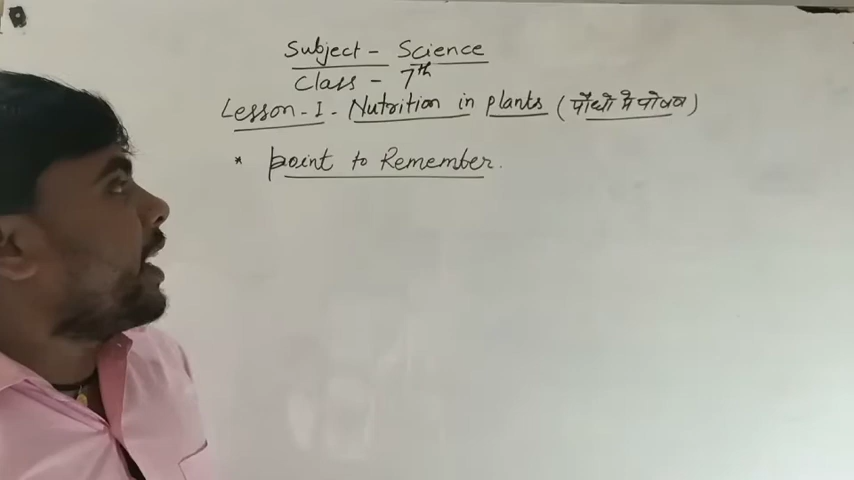 Subject - Science
Class - 7th
Lesson - I - Nutrition in plants (पौधों में पोषण)
* point to Remember.